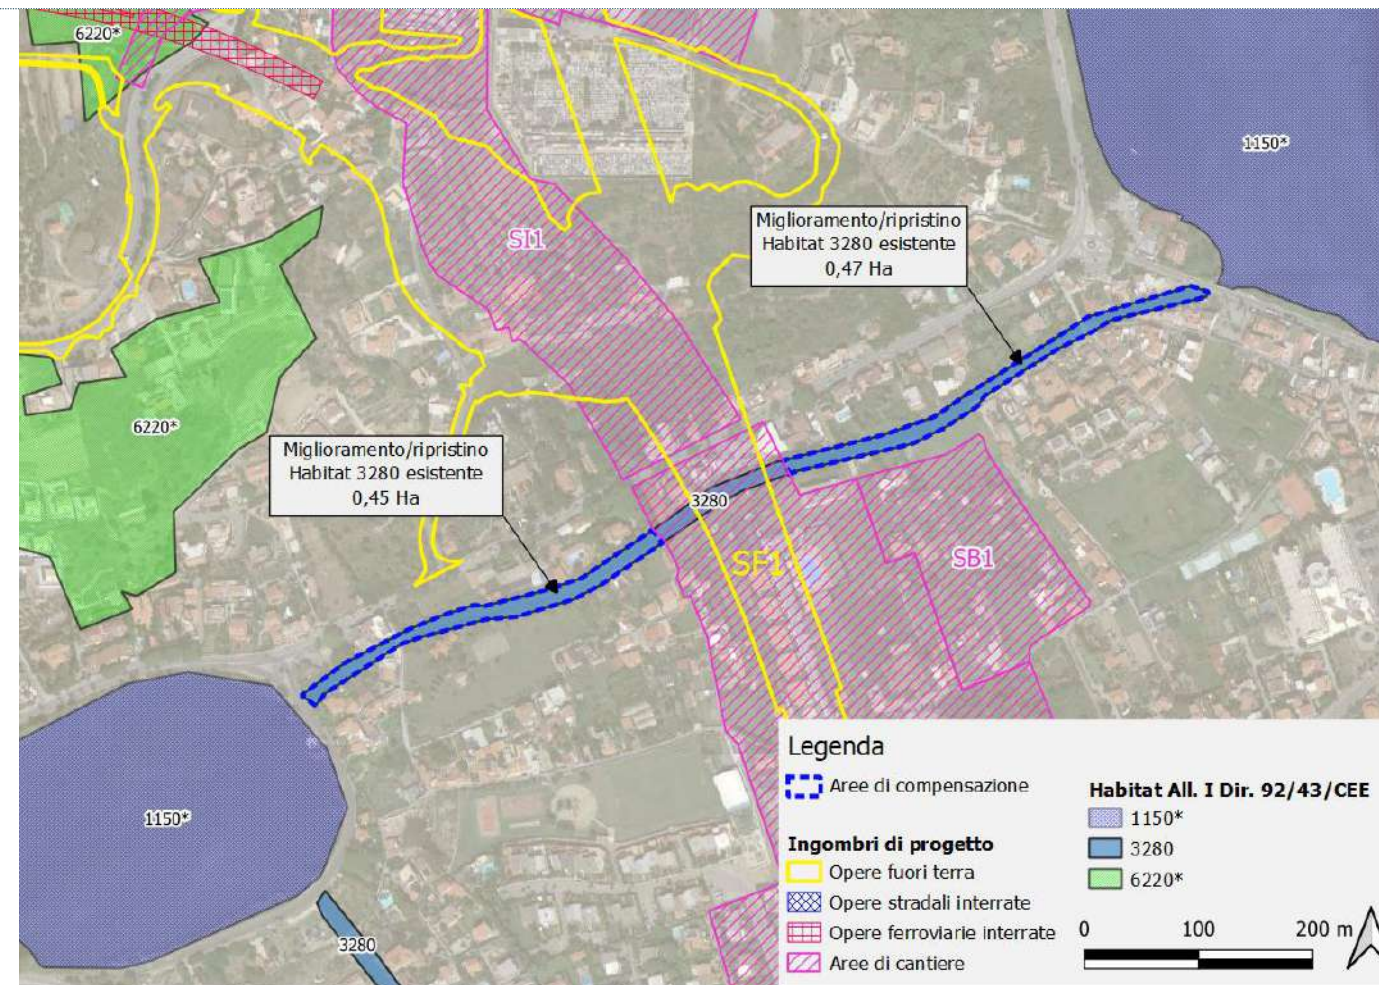 6220*
1150*
SI1
Miglioramento/ripristino
Habitat 3280 esistente
0,47 Ha
6220*
Miglioramento/ripristino
Habitat 3280 esistente
0,45 Ha
3280
SF1
SB1
1150*
3280
Legenda
Aree di compensazione
Ingombri di progetto
Opere fuori terra
Opere stradali interrate
Opere ferroviarie interrate
Aree di cantiere
Habitat All. I Dir. 92/43/CEE
1150*
3280
6220*
0 100 200 m